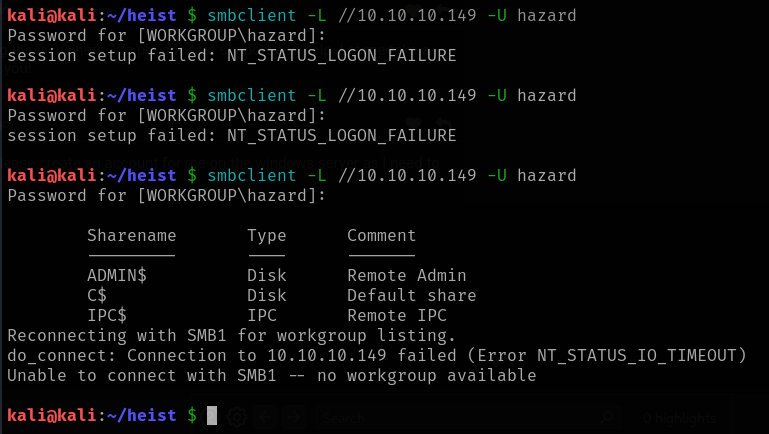 kali@kali:~/heist $ smbclient -L //10.10.10.149 -U hazard
Password for [WORKGROUP\hazard]:
session setup failed: NT_STATUS_LOGON_FAILURE
kali@kali:~/heist $ smbclient -L //10.10.10.149 -U hazard
Password for [WORKGROUP\hazard]:
session setup failed: NT_STATUS_LOGON_FAILURE
kali@kali:~/heist $ smbclient -L //10.10.10.149 -U hazard
Password for [WORKGROUP\hazard]:
Sharename Type Comment
--------- ---- -------
ADMIN$ Disk Remote Admin
C$ Disk Default share
IPC$ IPC Remote IPC
Reconnecting with SMB1 for workgroup listing.
do_connect: Connection to 10.10.10.149 failed (Error NT_STATUS_IO_TIMEOUT)
Unable to connect with SMB1 -- no workgroup available
kali@kali:~/heist $
Search 0 highlights